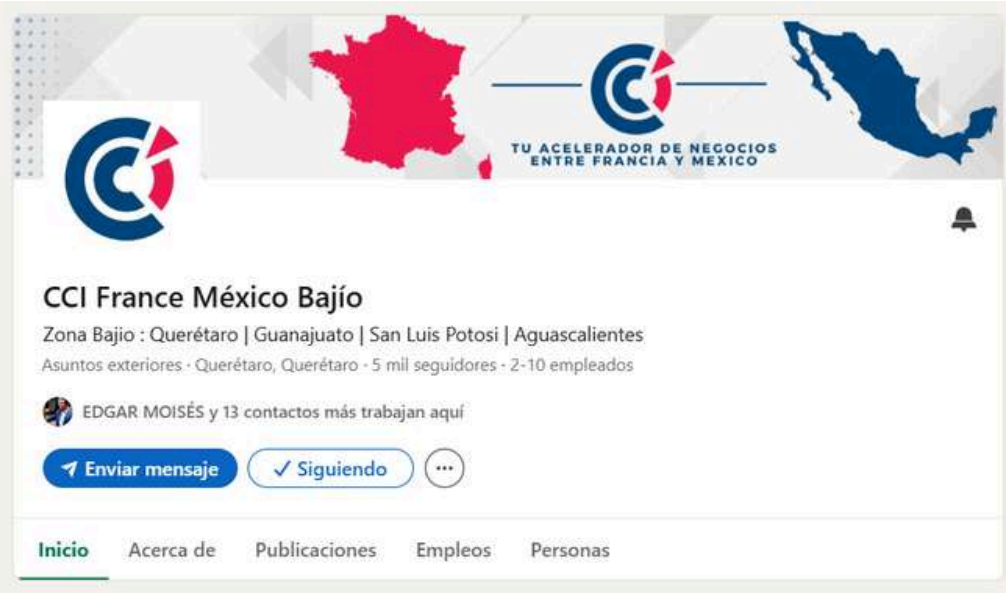 TU ACELERADOR DE NEGOCIOS
ENTRE FRANCIA Y MEXICO
CCI France México Bajío
Zona Bajio : Querétaro | Guanajuato | San Luis Potosi | Aguascalientes
Asuntos exteriores · Querétaro, Querétaro · 5 mil seguidores · 2-10 empleados
EDGAR MOISÉS y 13 contactos más trabajan aquí
Enviar mensaje ✓ Siguiendo ...
Inicio Acerca de Publicaciones Empleos Personas